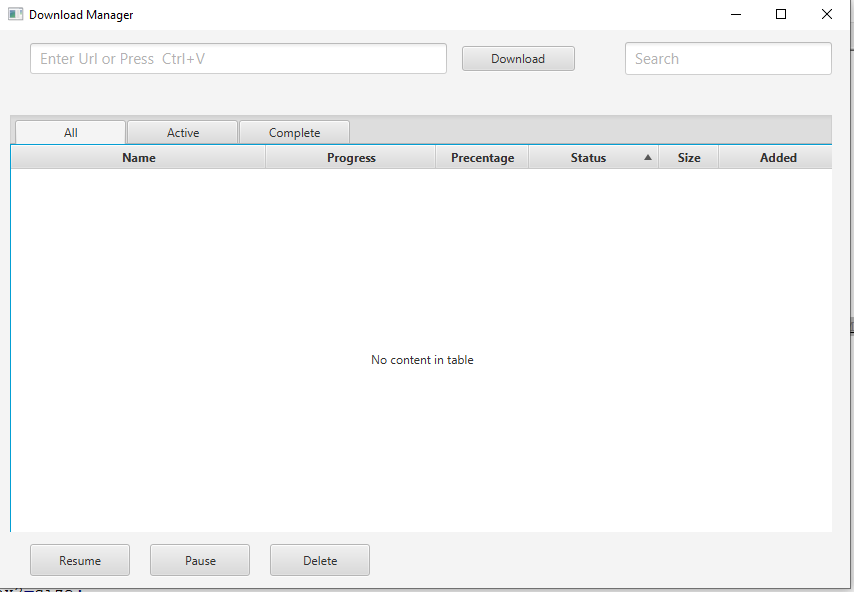 Download Manager
Enter Url or Press Ctrl+V
Download
Search
All Active Complete
Name Progress Precentage Status Size Added
No content in table
Resume Pause Delete